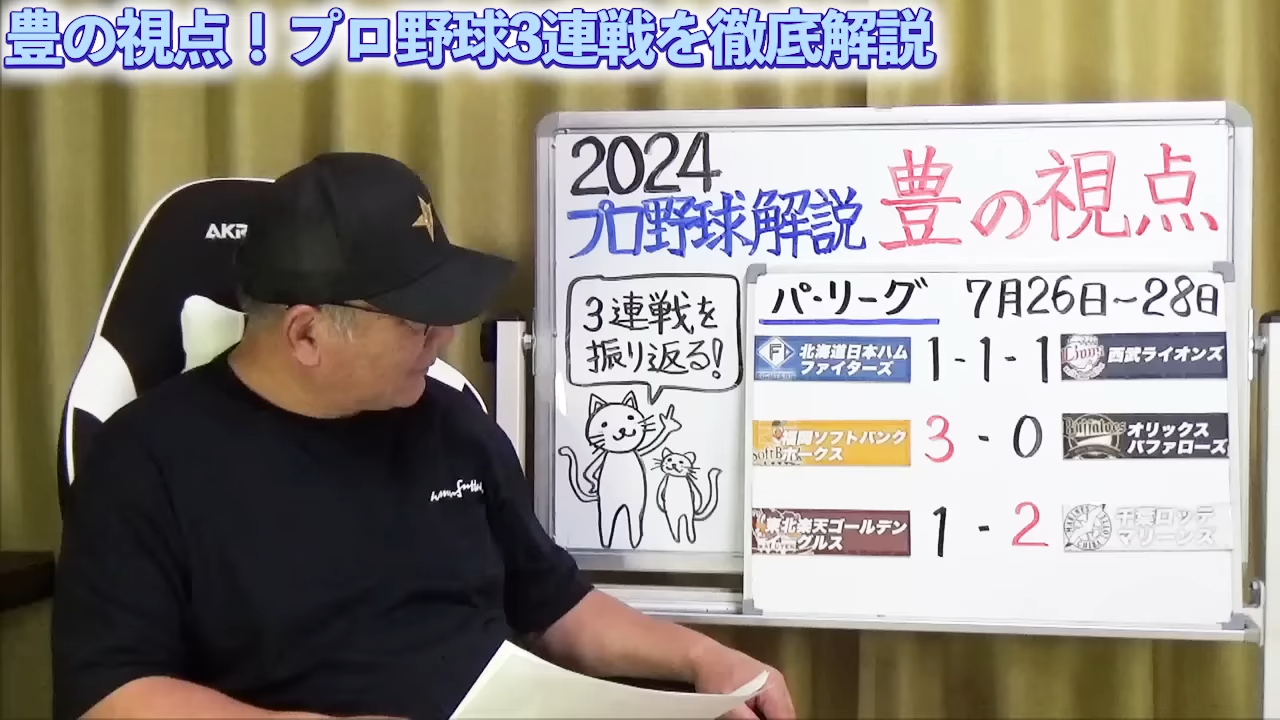 豊の視点！プロ野球3連戦を徹底解説
2024
プロ野球解説 豊の視点
3連戦を
振り返る!
パ・リーグ 7月26日~28日
北海道日本ハム
ファイターズ
1-1-1
西武ライオンズ
福岡ソフトバンク
ホークス
3-0
Buffaloes
オリックス
バファローズ
東北楽天ゴールデン
グルス
1-2
千葉ロッテ
マリーンズ